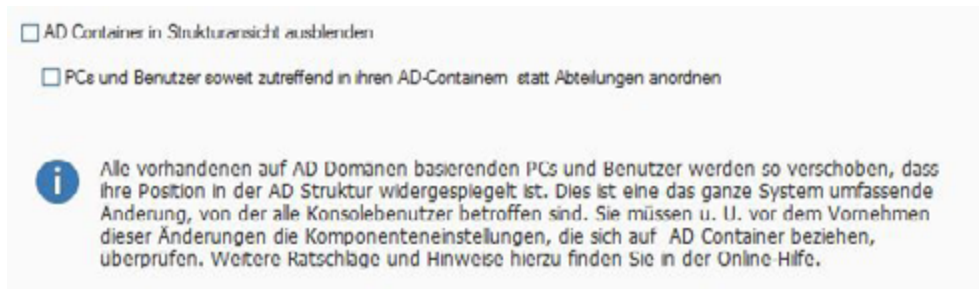 AD Container in Strukturansicht ausblenden
PCs und Benutzer soweit zutreffend in ihren AD-Containern statt Abteilungen anordnen
Alle vorhandenen auf AD Domänen basierenden PCs und Benutzer werden so verschoben, dass
ihre Position in der AD Struktur widergespiegelt ist. Dies ist eine das ganze System umfassende
Änderung, von der alle Konsolebenutzer betroffen sind. Sie müssen u. U. vor dem Vornehmen
dieser Änderungen die Komponenteneinstellungen, die sich auf AD Container beziehen,
überprüfen. Weitere Ratschläge und Hinweise hierzu finden Sie in der Online-Hilfe.